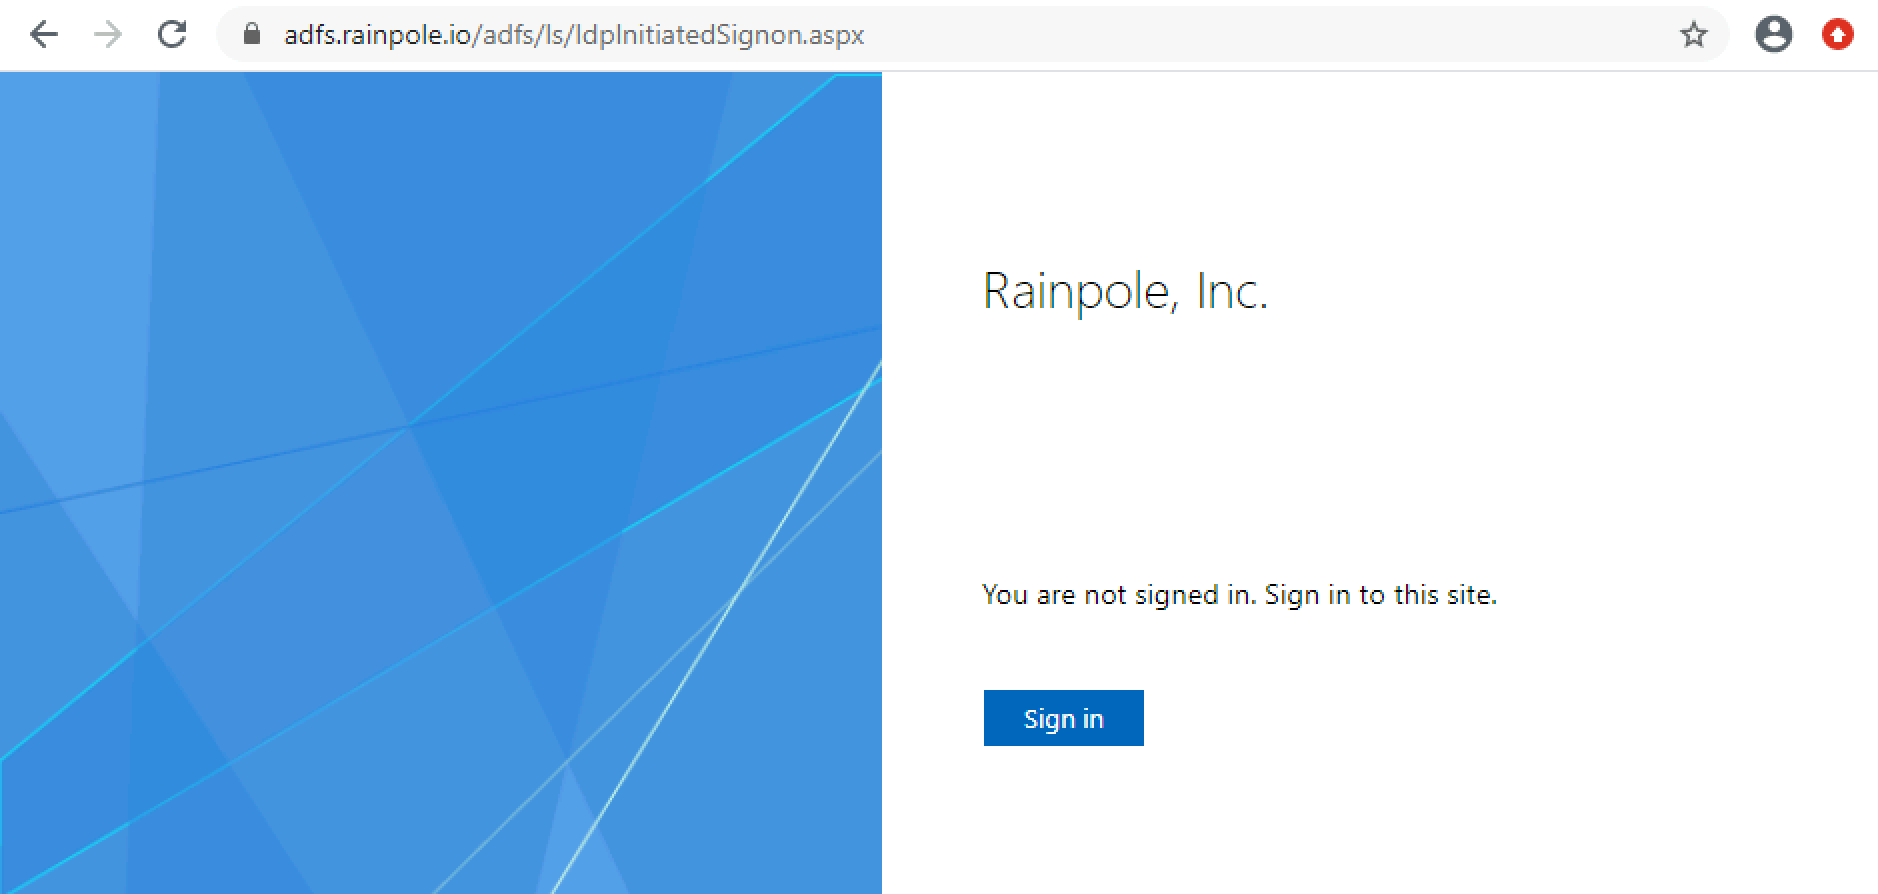 adfs.rainpole.io/adfs/ls/IdpInitiatedSignon.aspx
Rainpole, Inc.
You are not signed in. Sign in to this site.
Sign in